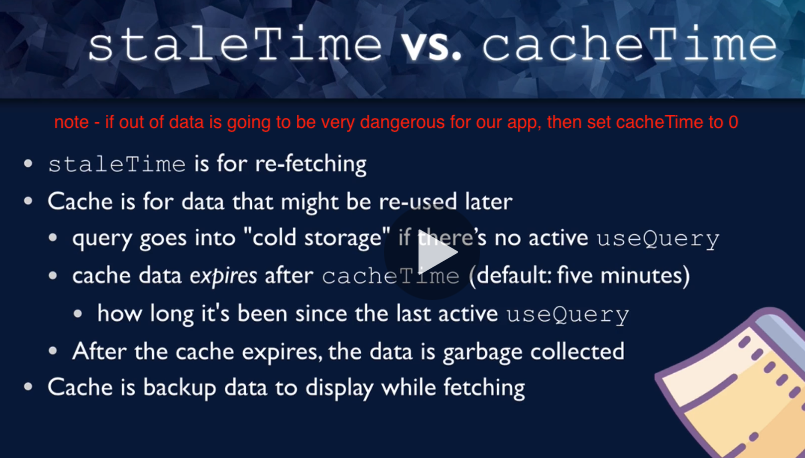 staleTime vs. cacheTime
note - if out of data is going to be very dangerous for our app, then set cacheTime to 0
• staleTime is for re-fetching
• Cache is for data that might be re-used later
• query goes into "cold storage" if there's no active useQuery
• cache data expires after cacheTime (default: five minutes)
• how long it's been since the last active useQuery
• After the cache expires, the data is garbage collected
• Cache is backup data to display while fetching